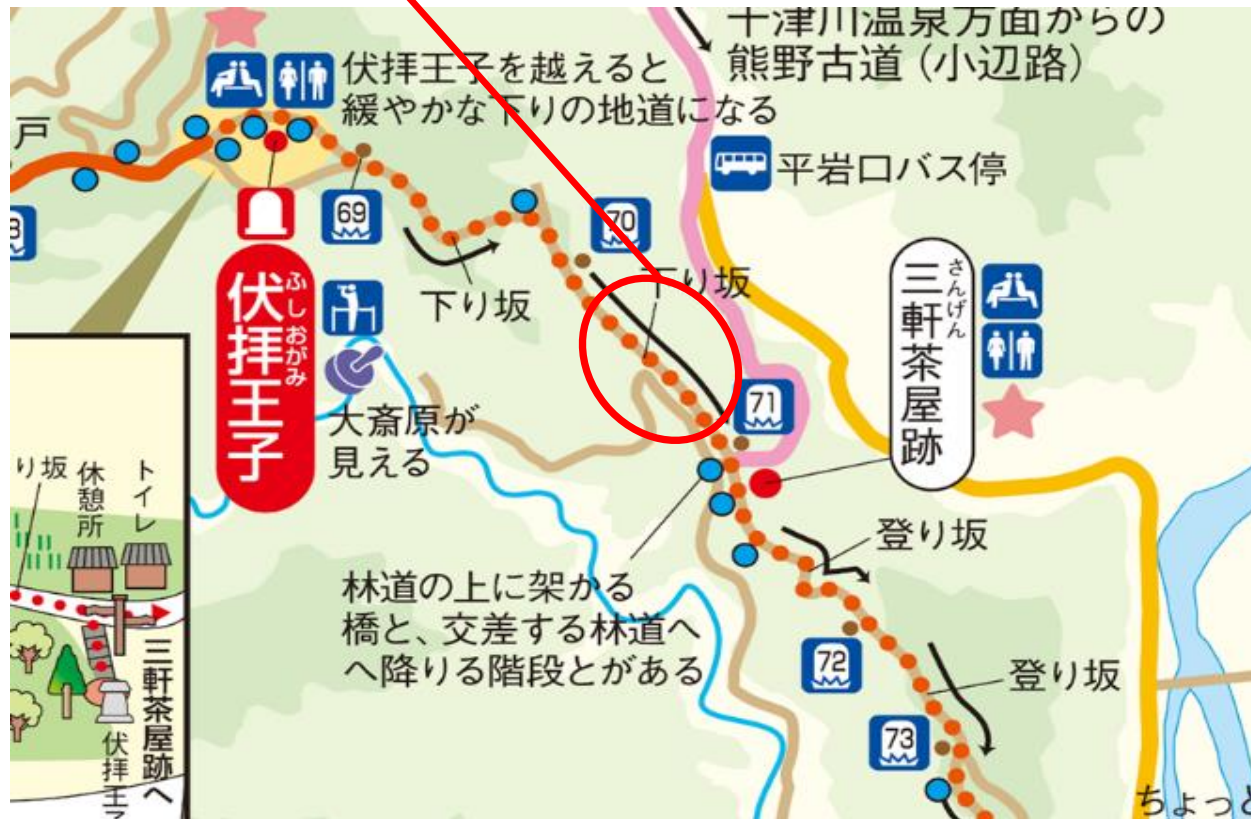 十津川温泉方面からの
熊野古道（小辺路）
伏拝王子を越えると
緩やかな下りの地道になる
戸
平岩口バス停
69
70
下り坂
下り坂
さんげん
三軒茶屋跡
ふしおがみ
伏拝王子
大斎原が
見える
71
登り坂
林道の上に架かる
橋と、交差する林道へ
へ降りる階段とがある
72
登り坂
73
り坂
休憩所
トイレ
三軒茶屋跡へ
伏拝王子
ちょっと